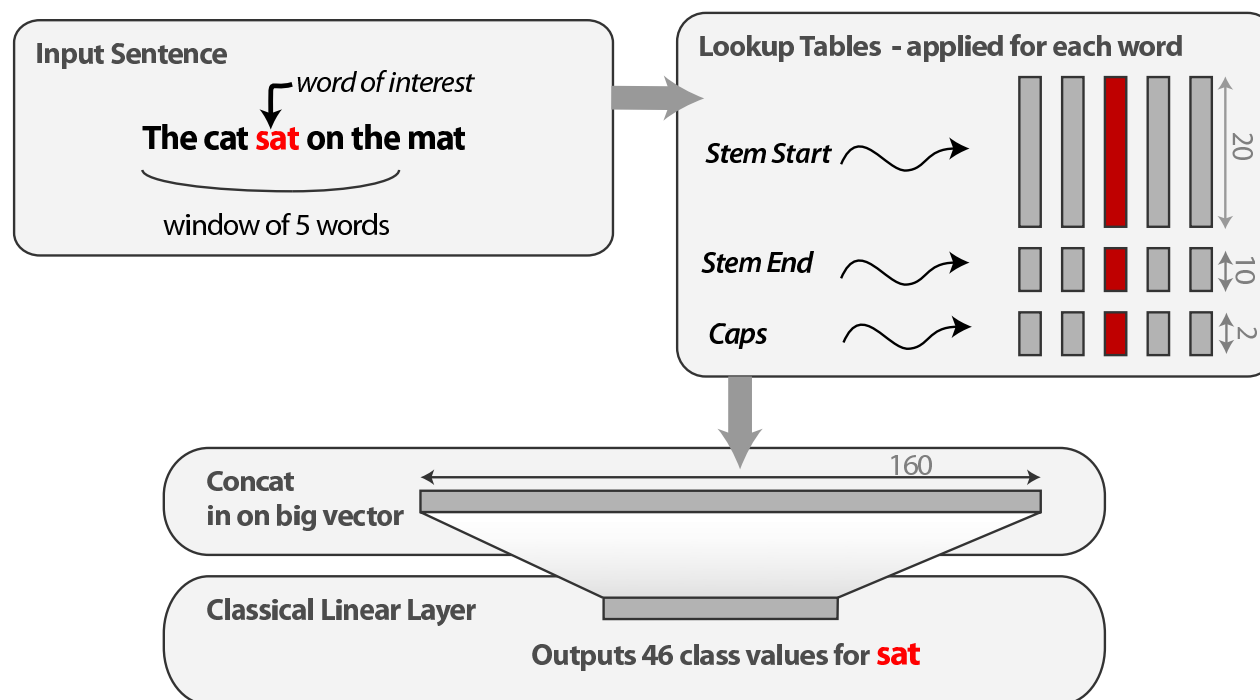 Input Sentence
word of interest
The cat sat on the mat
window of 5 words
Lookup Tables - applied for each word
Stem Start
20
Stem End
10
Caps
2
160
Concat
in on big vector
Classical Linear Layer
Outputs 46 class values for sat